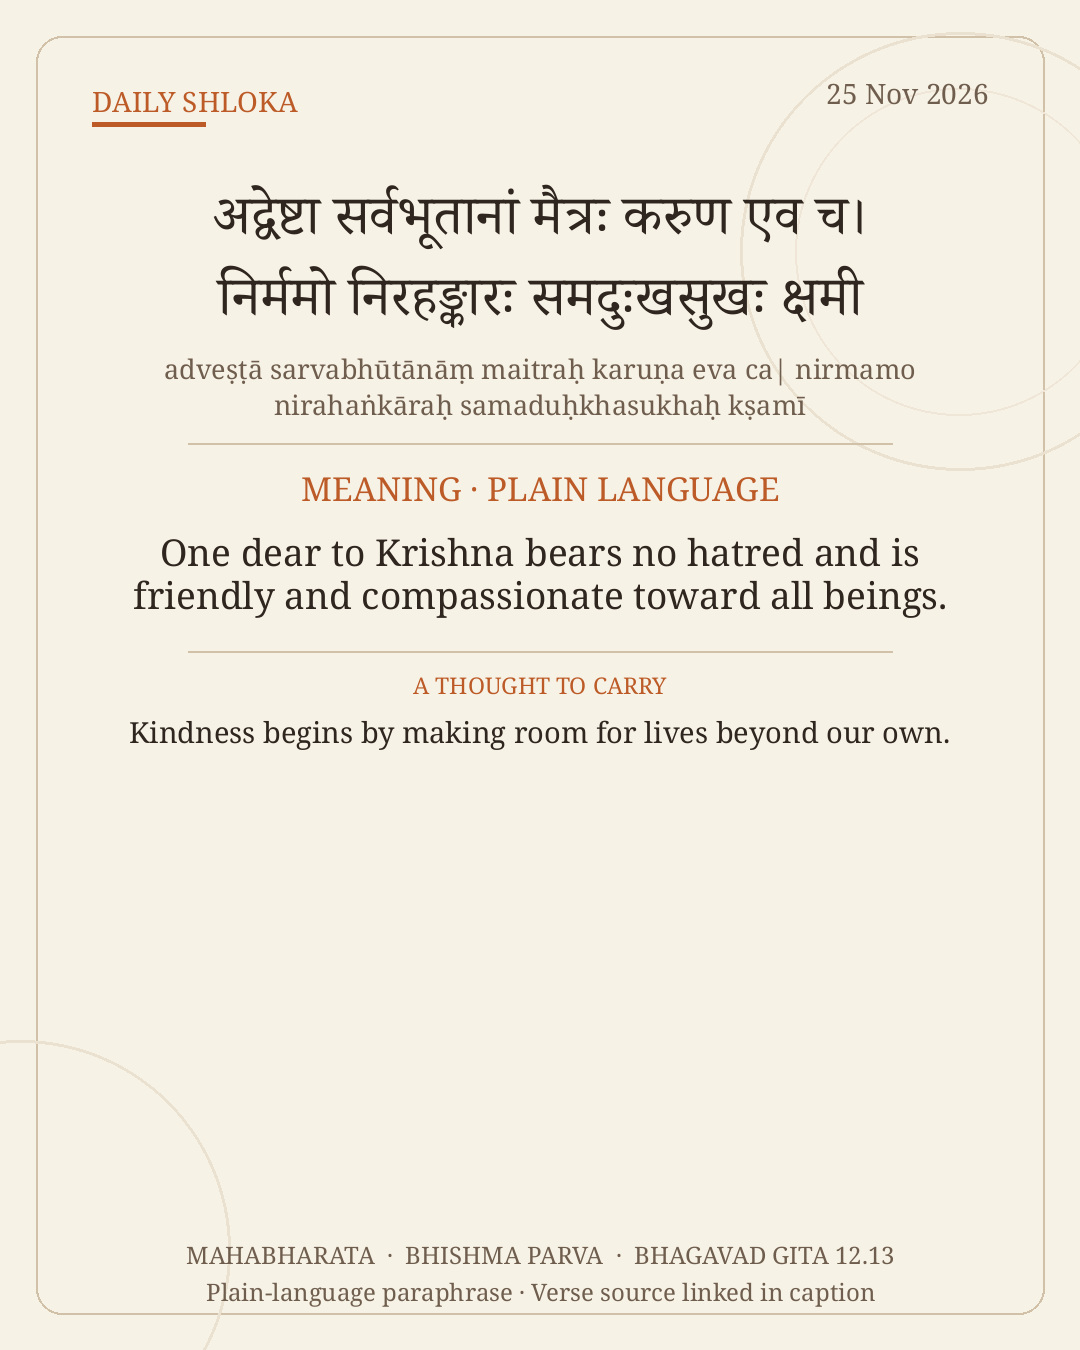 DAILY SHLOKA
25 Nov 2026
अद्वेष्टा सर्वभूतानां मैत्रः करुण एव च।
निर्ममो निरहङ्कारः समदुःखसुखः क्षमी
adveṣṭā sarvabhūtānāṃ maitraḥ karuṇa eva ca| nirmamo
nirahaṅkāraḥ samaduḥkhasukhaḥ kṣamī
MEANING · PLAIN LANGUAGE
One dear to Krishna bears no hatred and is
friendly and compassionate toward all beings.
A THOUGHT TO CARRY
Kindness begins by making room for lives beyond our own.
MAHABHARATA · BHISHMA PARVA · BHAGAVAD GITA 12.13
Plain-language paraphrase · Verse source linked in caption